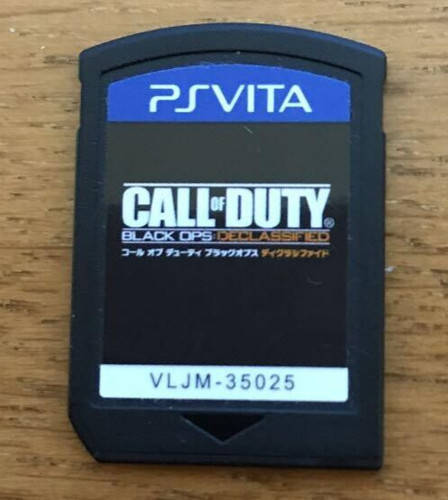 PSVITA
CALL OF DUTY®
BLACK OPS DECLASSIFIED
コール オブ デューティ ブラックオプス ディクラシファイド
VLJM-35025